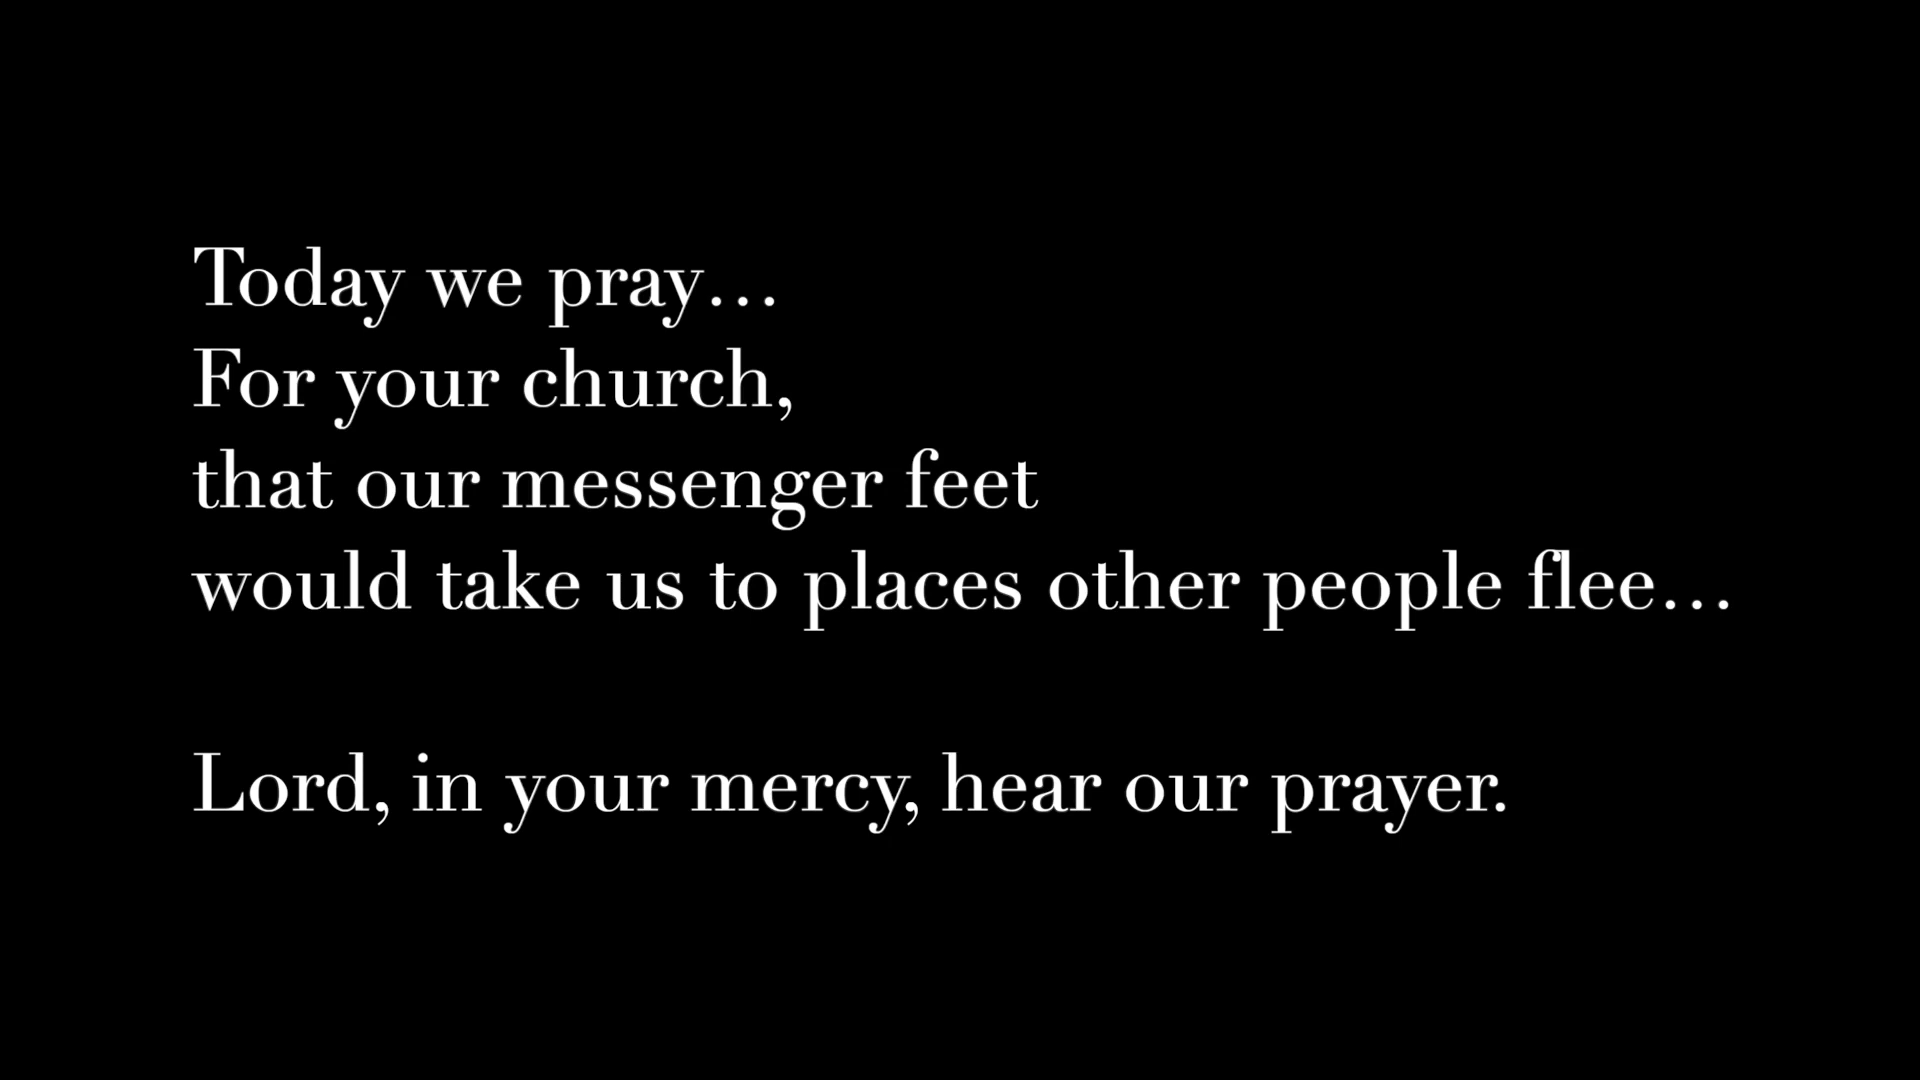 Today we pray…
For your church,
that our messenger feet
would take us to places other people flee…
Lord, in your mercy, hear our prayer.